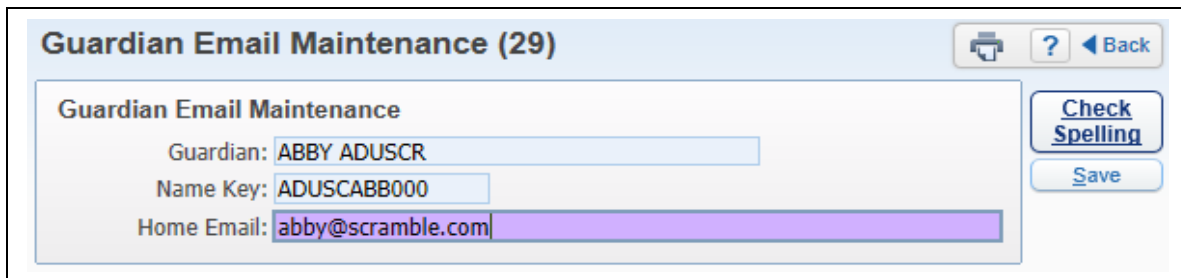 Guardian Email Maintenance (29)
? Back
Guardian Email Maintenance
Check
Spelling
Guardian: ABBY ADUSCR
Name Key: ADUSCABB000
Save
Home Email: abby@scramble.com